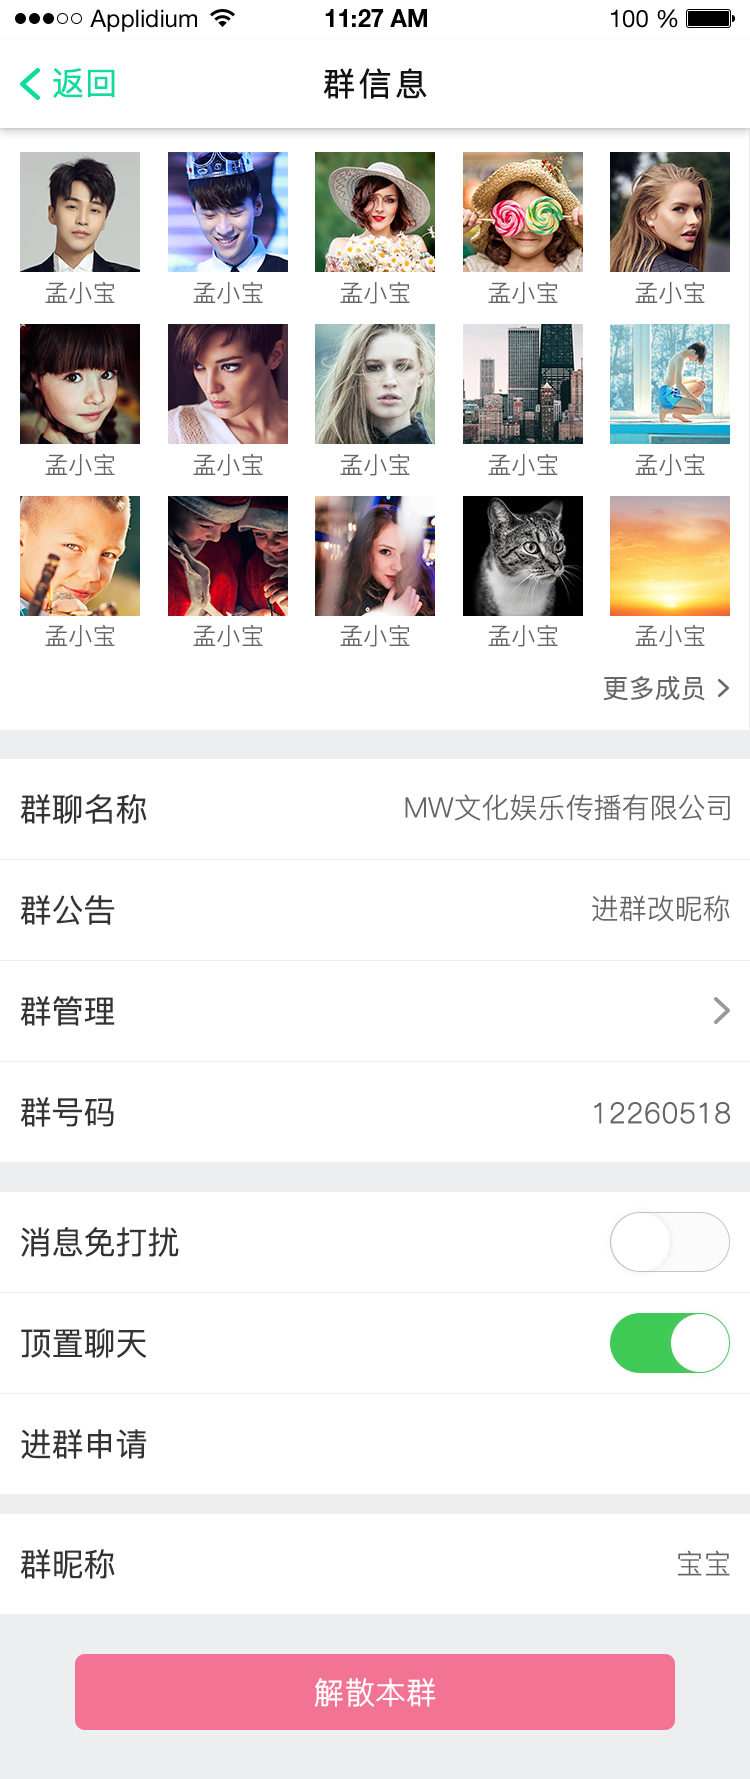 Applidium 11:27 AM 100 %
返回 群信息
孟小宝 孟小宝 孟小宝 孟小宝 孟小宝
孟小宝 孟小宝 孟小宝 孟小宝 孟小宝
孟小宝 孟小宝 孟小宝 孟小宝 孟小宝
更多成员
群聊名称 MW文化娱乐传播有限公司
群公告 进群改昵称
群管理
群号码 12260518
消息免打扰
顶置聊天
进群申请
群昵称 宝宝
解散本群